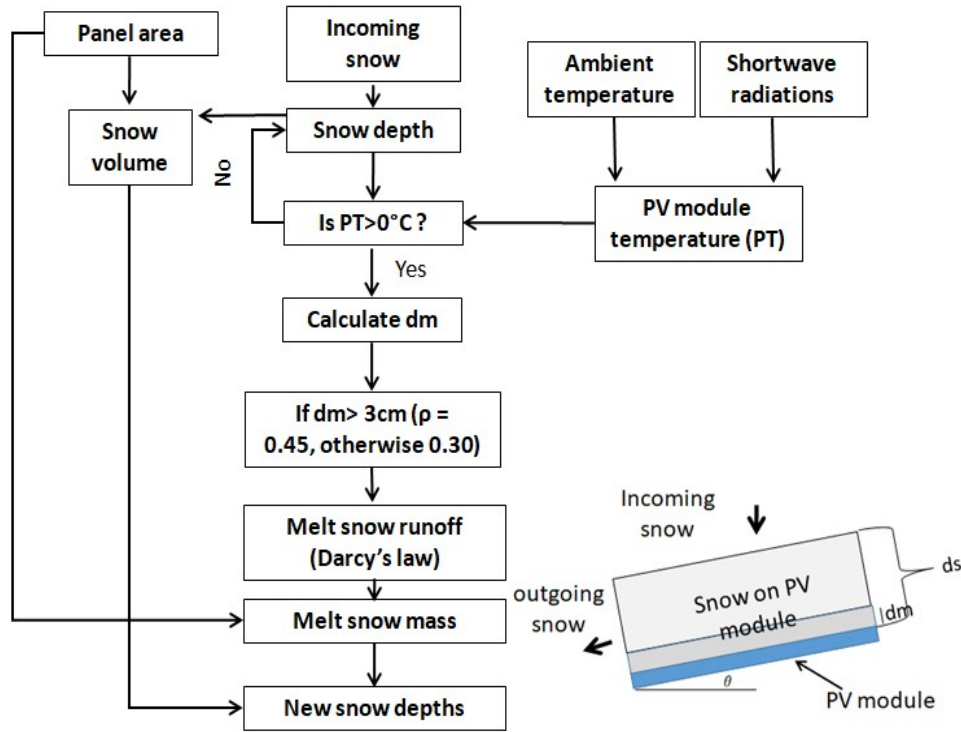 Panel area
Incoming
snow
Ambient
temperature
Shortwave
radiations
Snow
volume
Snow depth
No
Is PT>0°C ?
PV module
temperature (PT)
Yes
Calculate dm
If dm> 3cm (ρ =
0.45, otherwise 0.30)
Melt snow runoff
(Darcy's law)
Melt snow mass
New snow depths
Incoming
snow
ds
outgoing
snow
Snow on PV
module
dm
θ
PV module